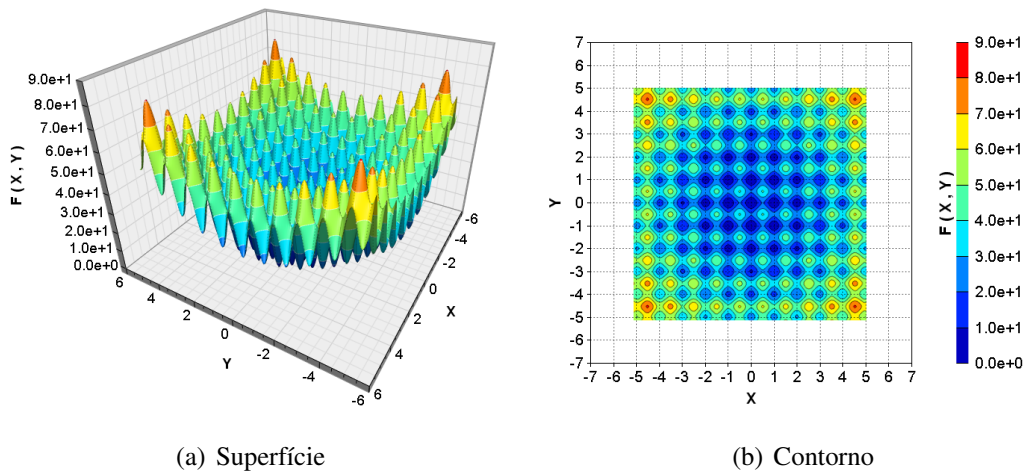 F ( X , Y )
9.0e+1
8.0e+1
7.0e+1
6.0e+1
5.0e+1
4.0e+1
3.0e+1
2.0e+1
1.0e+1
0.0e+0
6
4
2
0
-2
-4
-6
Y
6
4
2
0
-2
-4
-6
X
7
6
5
4
3
2
1
0
-1
-2
-3
-4
-5
-6
-7
Y
-7 -6 -5 -4 -3 -2 -1 0 1 2 3 4 5 6 7
X
F ( X , Y )
9.0e+1
8.0e+1
7.0e+1
6.0e+1
5.0e+1
4.0e+1
3.0e+1
2.0e+1
1.0e+1
0.0e+0
(a) Superfície
(b) Contorno